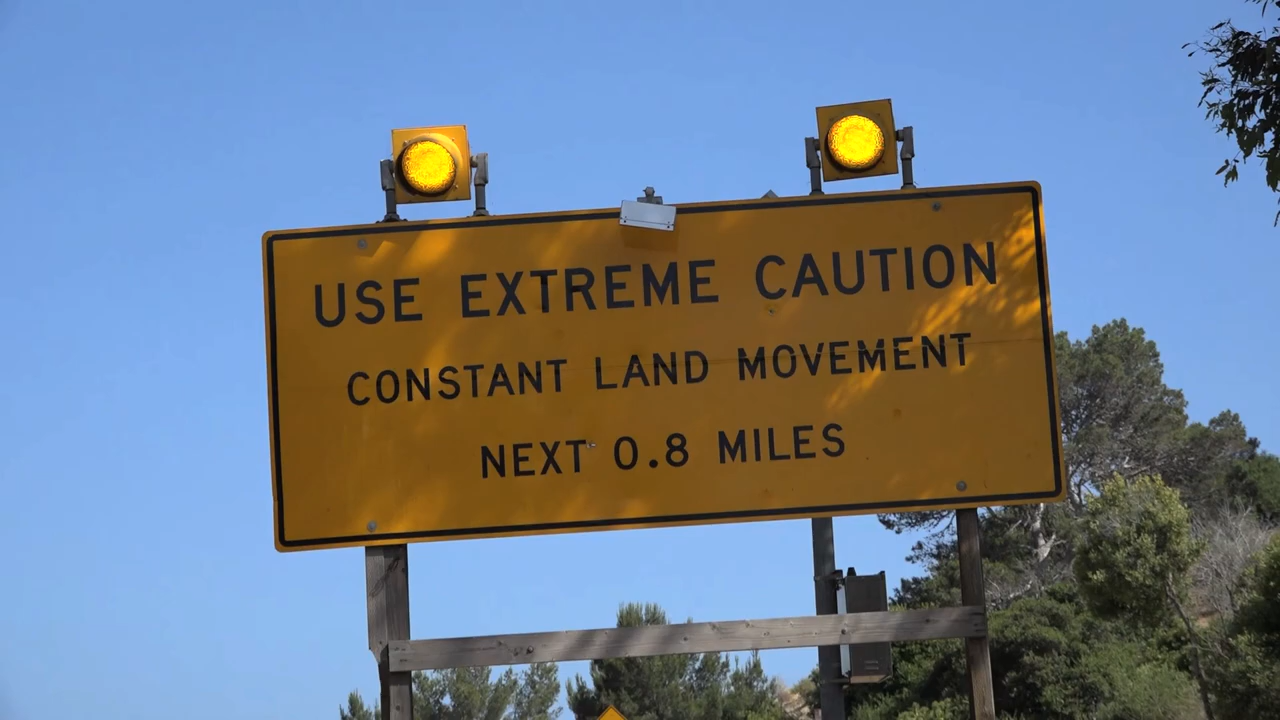 USE EXTREME CAUTION
CONSTANT LAND MOVEMENT
NEXT 0.8 MILES